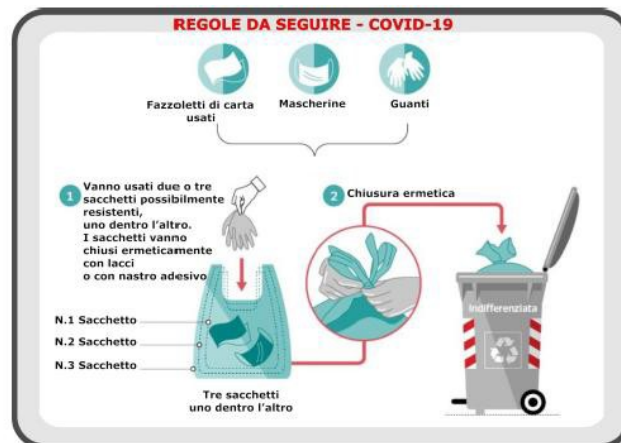 REGOLE DA SEGUIRE - COVID-19
Fazzoletti di carta
usati
Mascherine
Guanti
1
Vanno usati due o tre
sacchetti possibilmente
resistenti,
uno dentro l'altro.
I sacchetti vanno
chiusi ermeticamente
con lacci
o con nastro adesivo
2
Chiusura ermetica
N.1 Sacchetto
N.2 Sacchetto
N.3 Sacchetto
Tre sacchetti
uno dentro l'altro
Indifferenziata